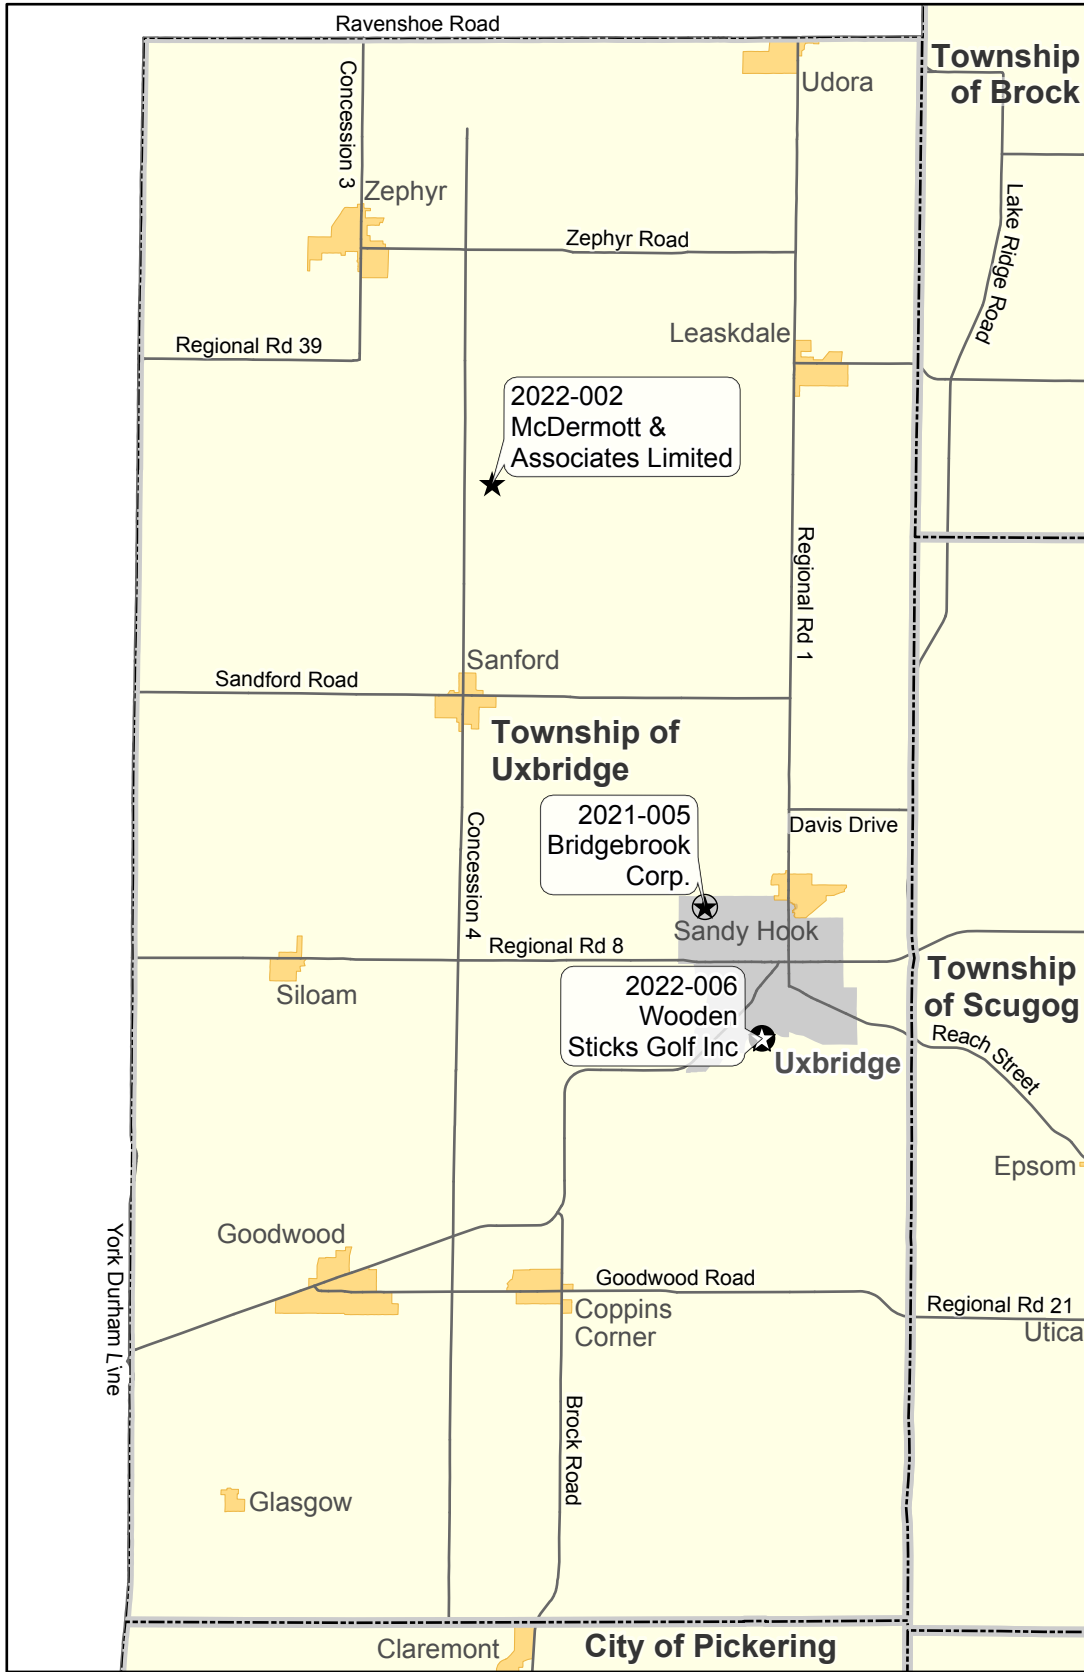 Ravenshoe Road
Township
of Brock
Udora
Concession 3
Zephyr
Lake Ridge Road
Zephyr Road
Leaskdale
Regional Rd 39
2022-002
McDermott &
Associates Limited
Regional Rd 1
Sanford
Sandford Road
Township of
Uxbridge
2021-005
Bridgebrook
Corp.
Davis Drive
Concession 4
Sandy Hook
Regional Rd 8
Siloam
Township
of Scugog
2022-006
Wooden
Sticks Golf Inc
Uxbridge
Reach Street
Epsom
York Durham Line
Goodwood
Goodwood Road
Coppins
Corner
Regional Rd 21
Utica
Brock Road
Glasgow
Claremont
City of Pickering